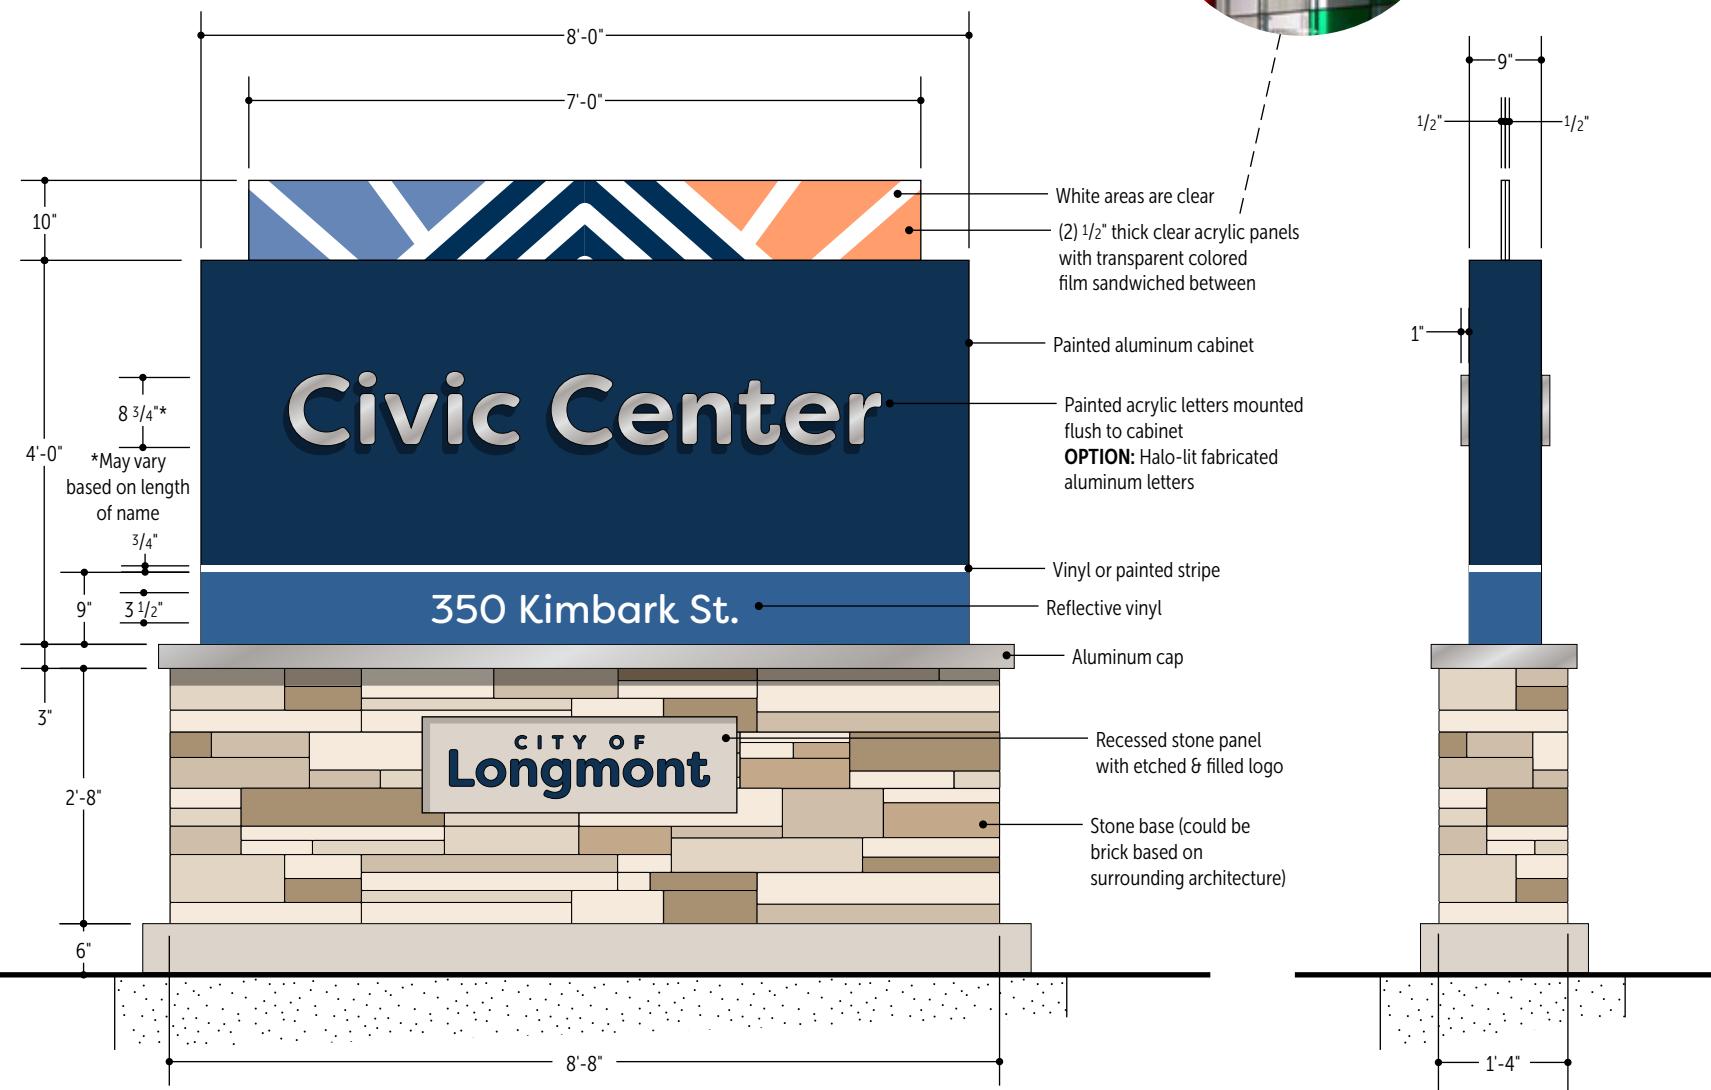 8'-0"
9"
7'-0"
1/2"
1/2"
10"
White areas are clear
(2) 1/2" thick clear acrylic panels
with transparent colored
film sandwiched between
1"
Painted aluminum cabinet
Civic Center
8 3/4"*
Painted acrylic letters mounted
flush to cabinet
OPTION: Halo-lit fabricated
aluminum letters
4'-0"
*May vary
based on length
of name
3/4"
Vinyl or painted stripe
9"
3 1/2"
350 Kimbark St.
Reflective vinyl
Aluminum cap
3"
CITY OF
Longmont
Recessed stone panel
with etched & filled logo
2'-8"
Stone base (could be
brick based on
surrounding architecture)
6"
8'-8"
1'-4"